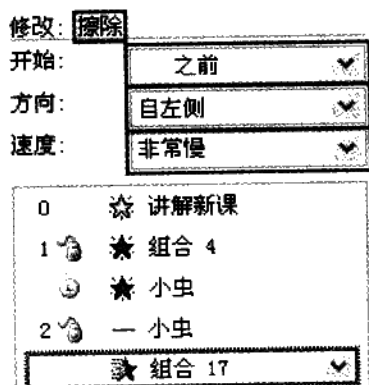 修改: 擦除
开始: 之前
方向: 自左侧
速度: 非常慢
0 讲解新课
1 组合 4
小虫
2 小虫
组合 17